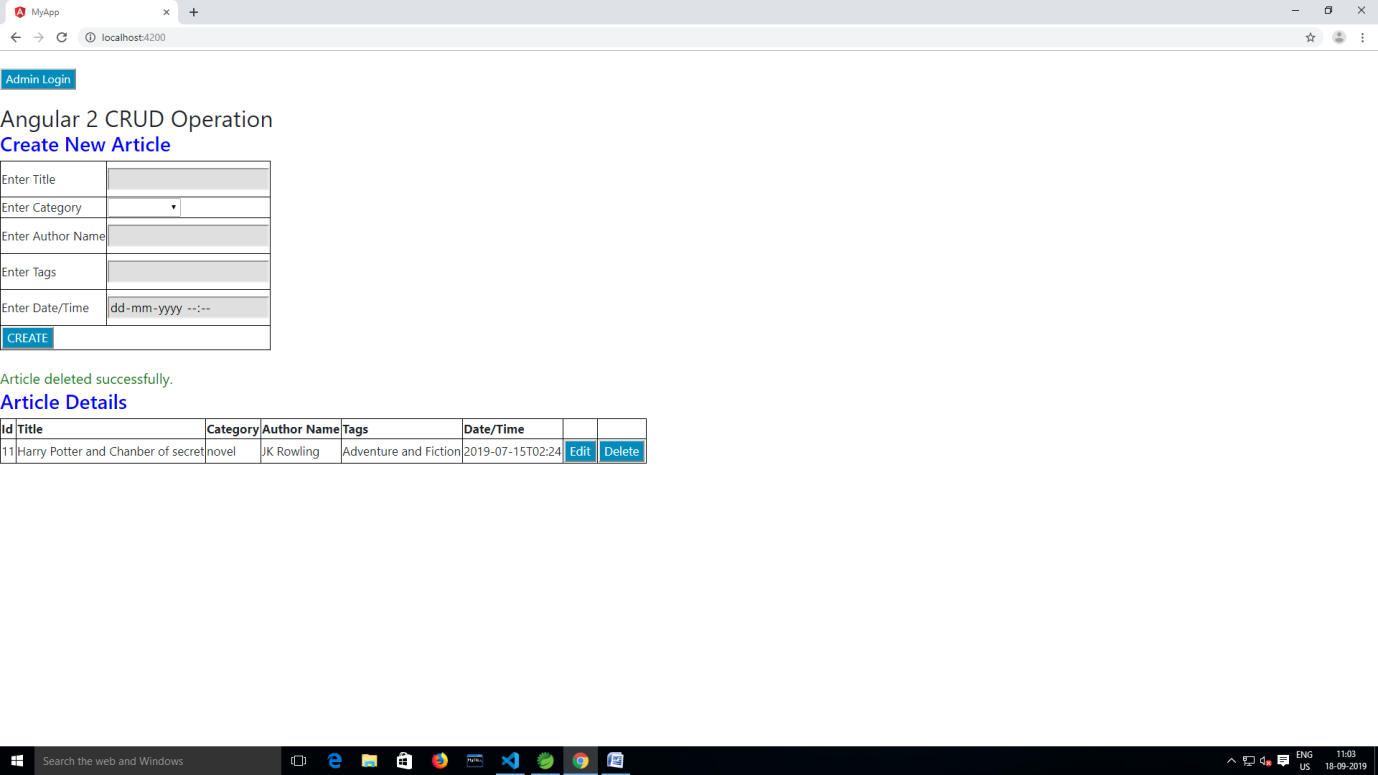 MyApp
localhost:4200
Admin Login
Angular 2 CRUD Operation
Create New Article
Enter Title
Enter Category
Enter Author Name
Enter Tags
Enter Date/Time dd-mm-yyyy --:--
CREATE
Article deleted successfully.
Article Details
Id Title Category Author Name Tags Date/Time
11 Harry Potter and Chanber of secret novel JK Rowling Adventure and Fiction 2019-07-15T02:24 Edit Delete
Search the web and Windows
ENG 11:03
US 18-09-2019